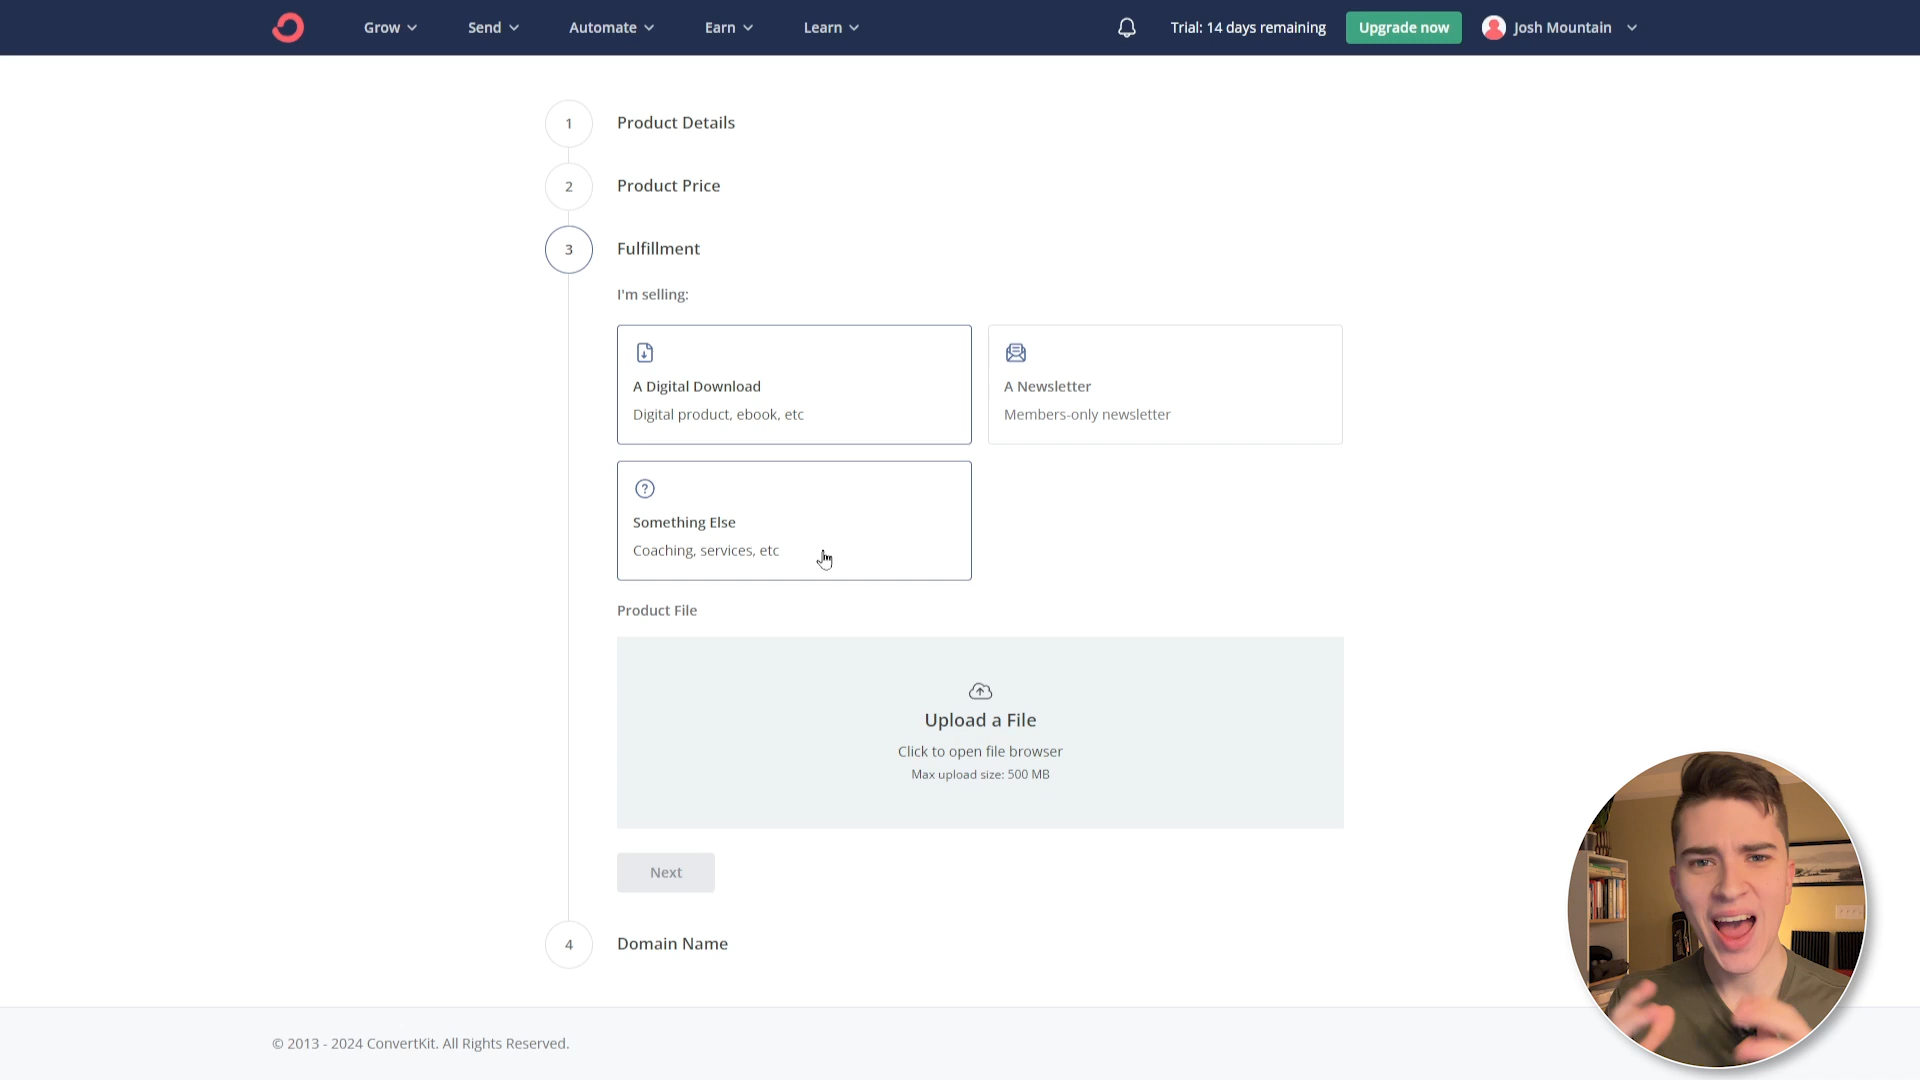 Grow
Send
Automate
Earn
Learn
Trial: 14 days remaining
Upgrade now
Josh Mountain
1
Product Details
2
Product Price
3
Fulfillment
I'm selling:
A Digital Download
Digital product, ebook, etc
A Newsletter
Members-only newsletter
?
Something Else
Coaching, services, etc
Product File
Upload a File
Click to open file browser
Max upload size: 500 MB
Next
4
Domain Name
© 2013 - 2024 ConvertKit. All Rights Reserved.